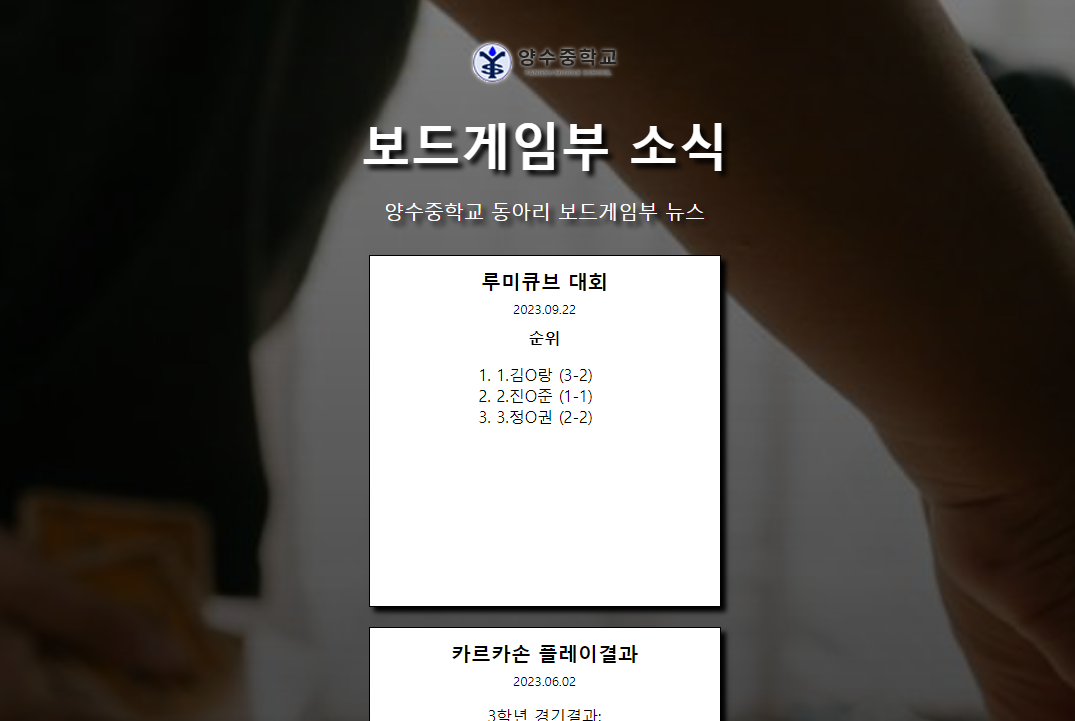 양수중학교
보드게임부 소식
양수중학교 동아리 보드게임부 뉴스
루미큐브 대회
2023.09.22
순위
1. 1.김O랑 (3-2)
2. 2.진O준 (1-1)
3. 3.정O권 (2-2)
카르카손 플레이결과
2023.06.02
3학년 경기결과: